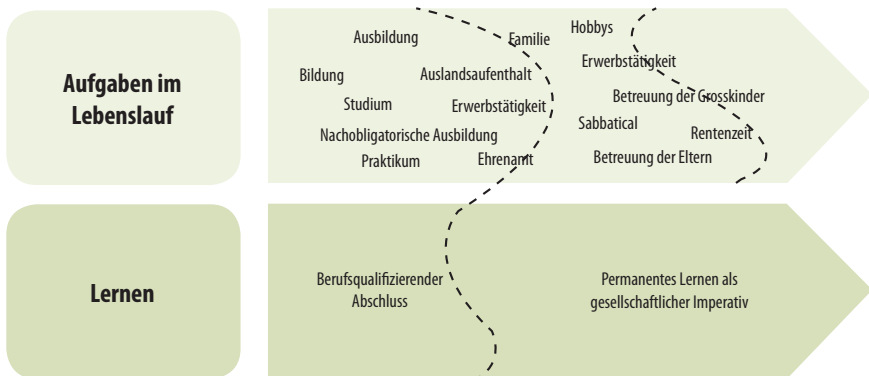 Aufgaben im
Lebenslauf
Ausbildung
Familie
Hobbys
Bildung
Auslandsaufenthalt
Erwerbstätigkeit
Studium
Erwerbstätigkeit
Betreuung der Grosskinder
Nachobligatorische Ausbildung
Sabbatical
Rentenzeit
Praktikum
Ehrenamt
Betreuung der Eltern
Lernen
Berufsqualifizierender
Abschluss
Permanentes Lernen als
gesellschaftlicher Imperativ